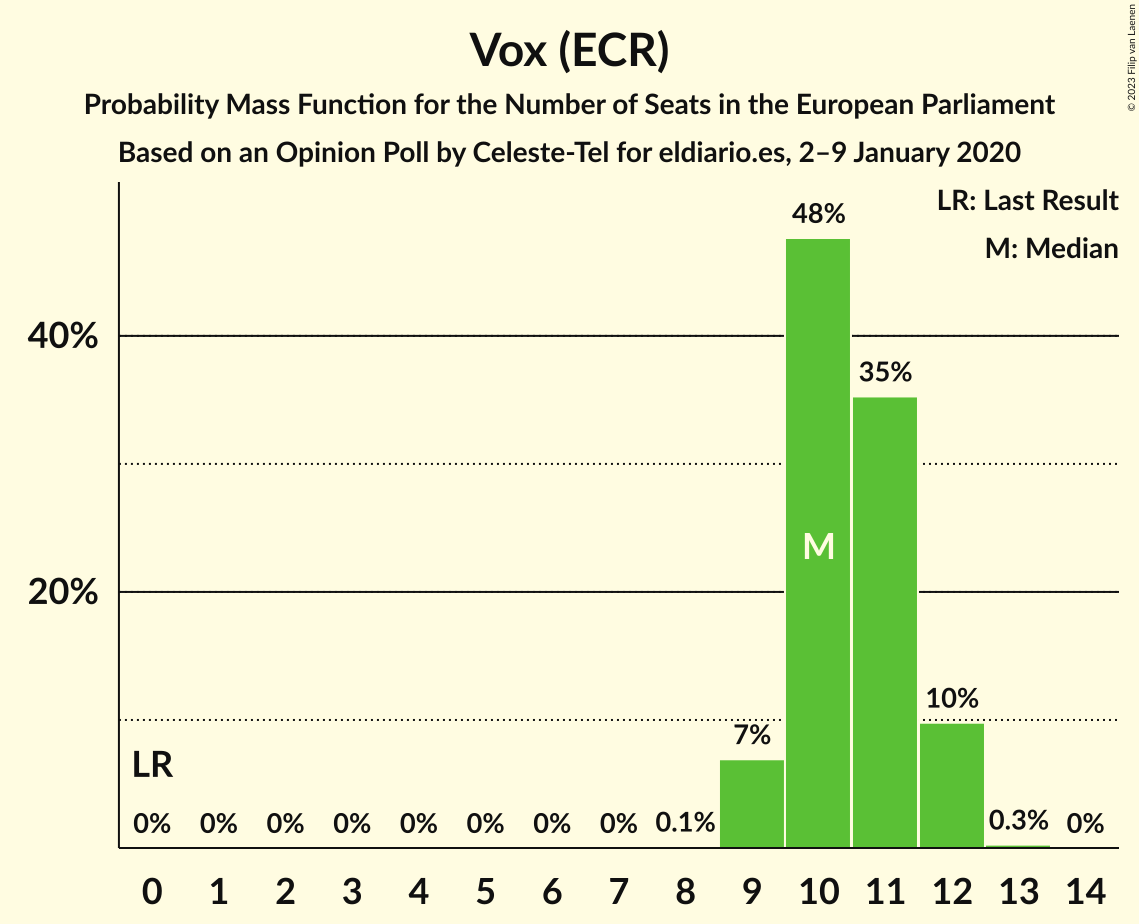 © 2023 Filip van Laenen
Vox (ECR)
Probability Mass Function for the Number of Seats in the European Parliament
Based on an Opinion Poll by Celeste-Tel for eldiario.es, 2–9 January 2020
LR: Last Result
M: Median
48%
40%
35%
M
20%
10%
7%
LR
0% 0% 0% 0% 0% 0% 0% 0% 0.1% 0.3% 0%
0 1 2 3 4 5 6 7 8 9 10 11 12 13 14